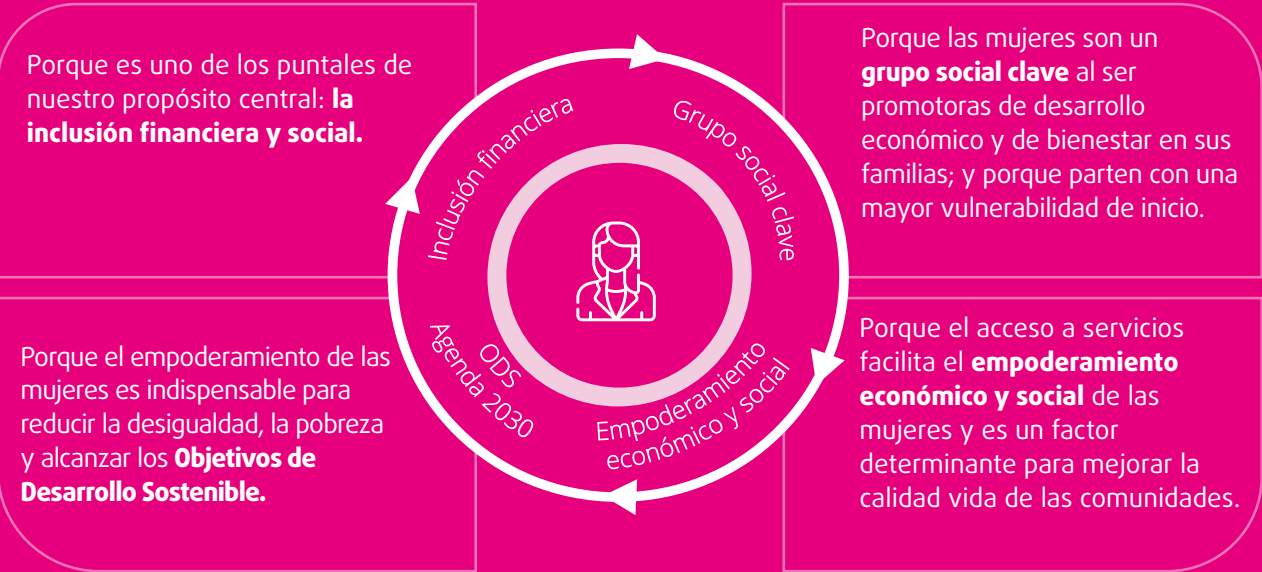 Porque es uno de los puntales de
nuestro propósito central: la
inclusión financiera y social.
Porque las mujeres son un
grupo social clave al ser
promotoras de desarrollo
económico y de bienestar en sus
familias; y porque parten con una
mayor vulnerabilidad de inicio.
Inclusión financiera
Grupo social clave
ODS
Agenda 2030
Empoderamiento
económico y social
Porque el empoderamiento de las
mujeres es indispensable para
reducir la desigualdad, la pobreza
y alcanzar los Objetivos de
Desarrollo Sostenible.
Porque el acceso a servicios
facilita el empoderamiento
económico y social de las
mujeres y es un factor
determinante para mejorar la
calidad vida de las comunidades.